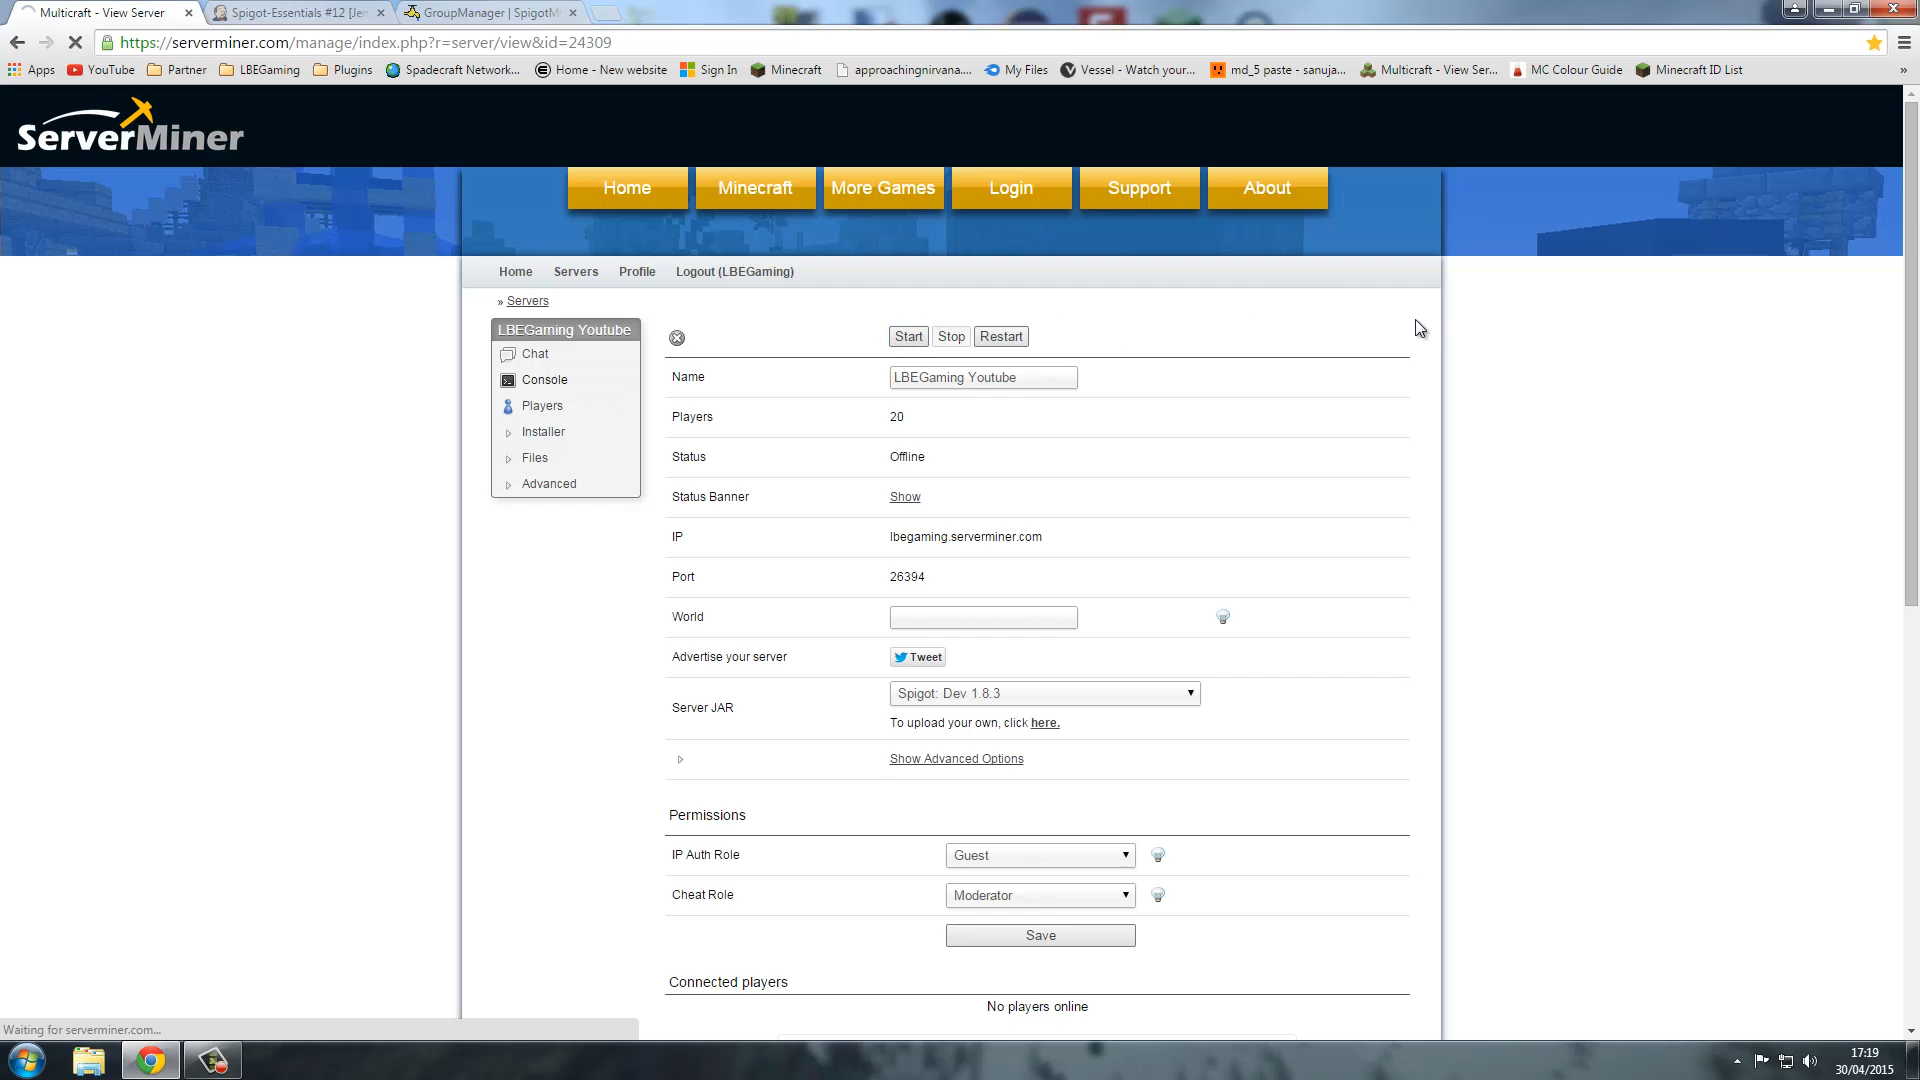 Multicraft - View Server
Spigot-Essentials #12 [Jen
GroupManager | SpigotM
https://serverminer.com/manage/index.php?r=server/view&id=24309
Apps YouTube Partner LBEGaming Plugins Spadecraft Network... Home - New website Sign In Minecraft approachingnirvana.... My Files Vessel - Watch your... md_5 paste - sanuja... Multicraft - View Ser... MC Colour Guide Minecraft ID List »
ServerMiner
Home Minecraft More Games Login Support About
Home Servers Profile Logout (LBEGaming)
» Servers
LBEGaming Youtube
Chat
Console
Players
Installer
Files
Advanced
Start Stop Restart
Name LBEGaming Youtube
Players 20
Status Offline
Status Banner Show
IP lbegaming.serverminer.com
Port 26394
World
Advertise your server Tweet
Server JAR Spigot: Dev 1.8.3
To upload your own, click here.
Show Advanced Options
Permissions
IP Auth Role Guest
Cheat Role Moderator
Save
Connected players
No players online
Waiting for serverminer.com...
17:19
30/04/2015